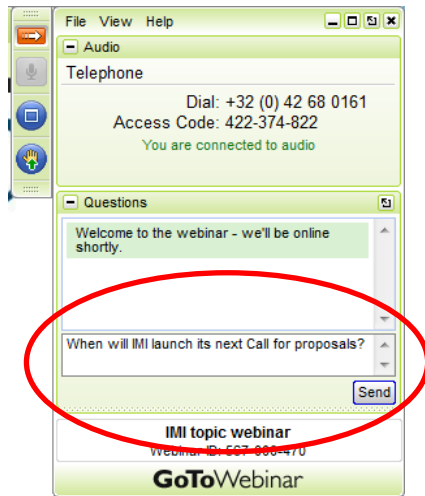 File View Help
Audio
Telephone
Dial: +32 (0) 42 68 0161
Access Code: 422-374-822
You are connected to audio
Questions
Welcome to the webinar - we'll be online
shortly.
When will IMI launch its next Call for proposals?
Send
IMI topic webinar
Webinar ID:
GoToWebinar